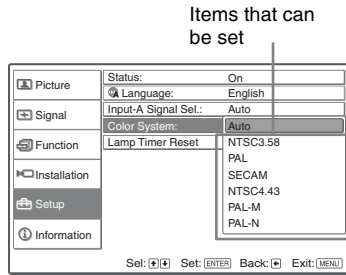 Items that can
be set
Picture
Signal
Function
Installation
Setup
Information
Status: On
Language: English
Input-A Signal Sel.: Auto
Color System: Auto
Lamp Timer Reset
NTSC3.58
PAL
SECAM
NTSC4.43
PAL-M
PAL-N
Sel: Set: ENTER Back: Exit: MENU